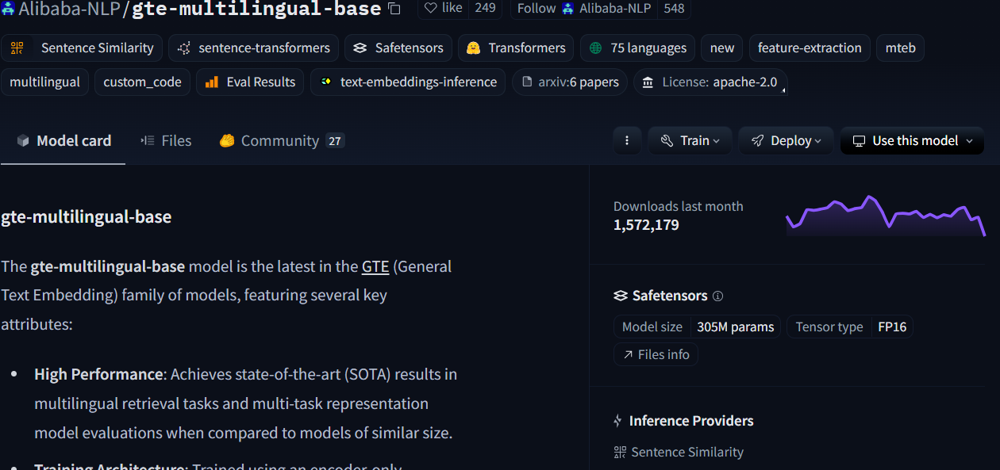 Alibaba-NLP/gte-multilingual-base like 249 Follow Alibaba-NLP 548
Sentence Similarity sentence-transformers Safetensors Transformers 75 languages new feature-extraction mteb
multilingual custom_code Eval Results text-embeddings-inference arxiv:6 papers License: apache-2.0
Model card Files Community 27 Train Deploy Use this model
gte-multilingual-base
The gte-multilingual-base model is the latest in the GTE (General
Text Embedding) family of models, featuring several key
attributes:
• High Performance: Achieves state-of-the-art (SOTA) results in
multilingual retrieval tasks and multi-task representation
model evaluations when compared to models of similar size.
• Training Architecture: Trained using an encoder-only
Downloads last month
1,572,179
Safetensors
Model size 305M params Tensor type FP16
Files info
Inference Providers
Sentence Similarity